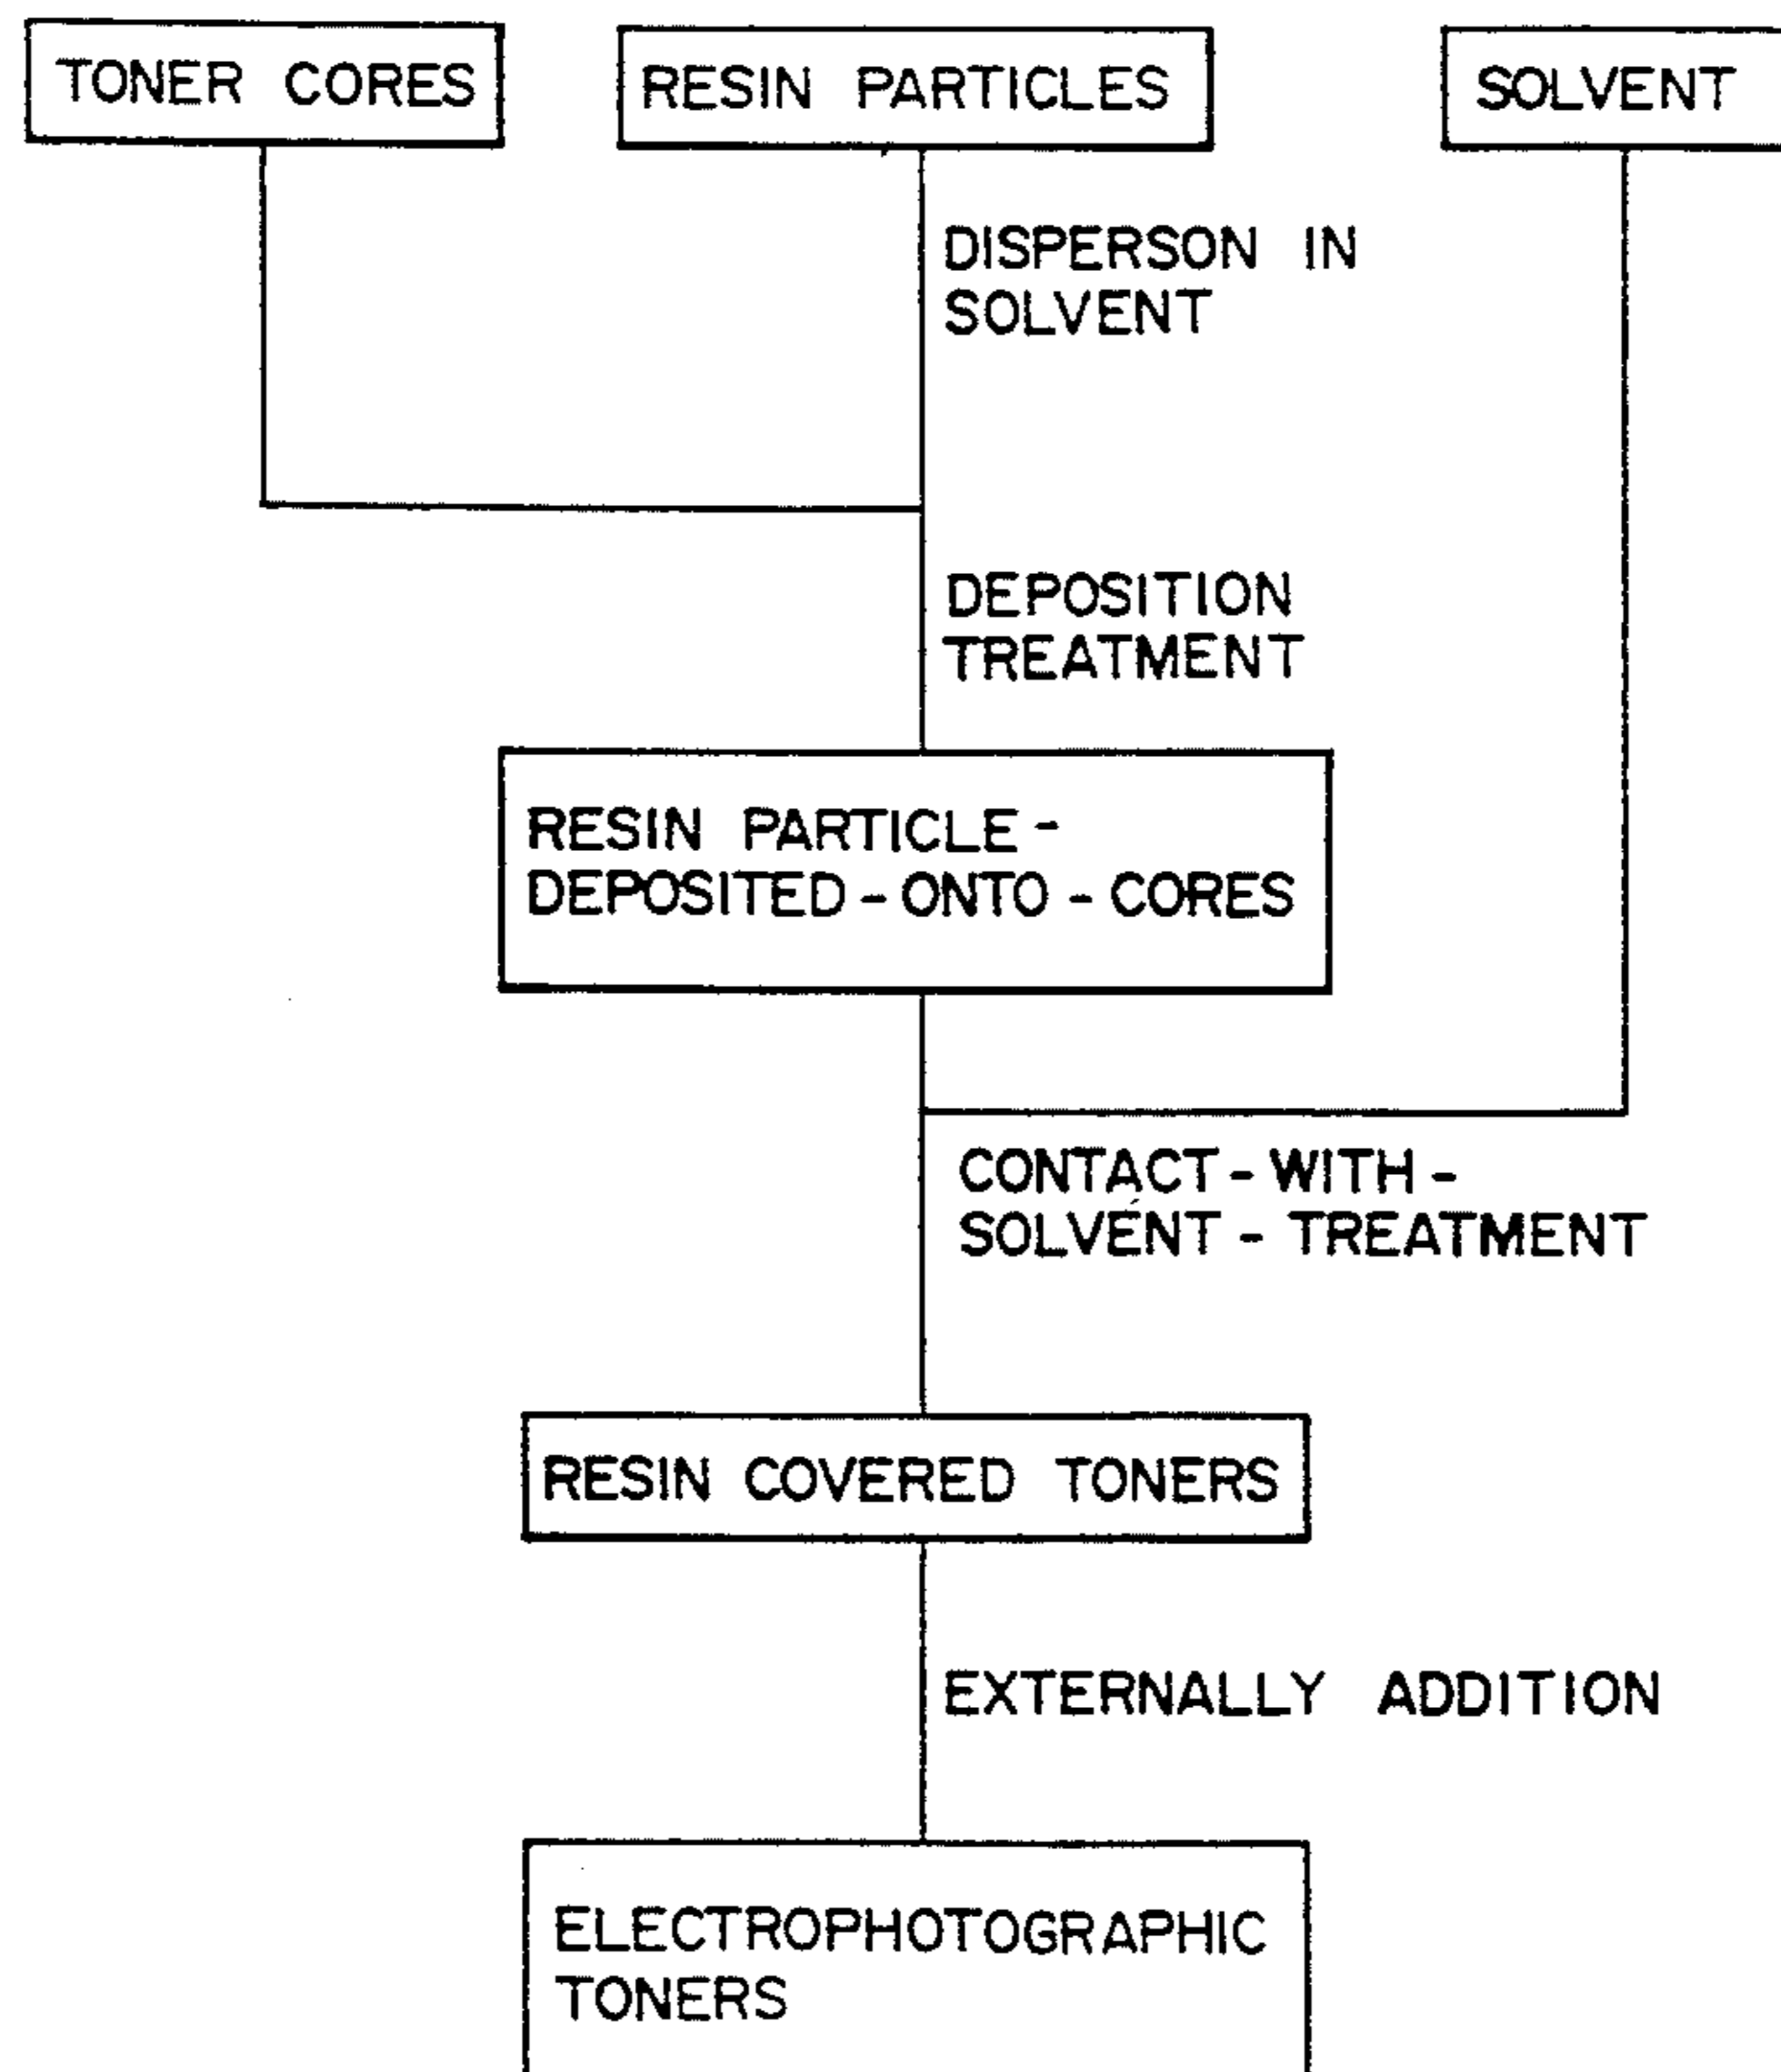 TONER CORES
RESIN PARTICLES
SOLVENT
DISPERSON IN
SOLVENT
DEPOSITION
TREATMENT
RESIN PARTICLE-
DEPOSITED-ONTO-CORES
CONTACT-WITH-
SOLVENT-TREATMENT
RESIN COVERED TONERS
EXTERNALLY ADDITION
ELECTROPHOTOGRAPHIC
TONERS